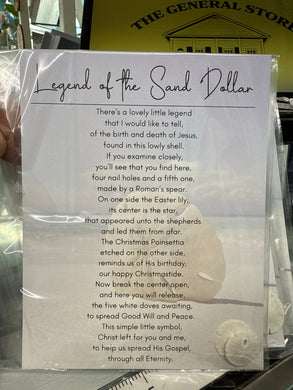 THE GENERAL STORE
Legend of the Sand Dollar
There's a lovely little legend
that I would like to tell,
of the birth and death of Jesus,
found in this lowly shell.
If you examine closely,
you'll see that you find here,
four nail holes and a fifth one,
made by a Roman's spear.
On one side the Easter lily,
its center is the star,
that appeared unto the shepherds
and led them from afar.
The Christmas Poinsettia
etched on the other side,
reminds us of His birthday,
our happy Christmastide.
Now break the center open,
and here you will release,
the five white doves awaiting,
to spread Good Will and Peace.
This simple little symbol,
Christ left for you and me,
to help us spread His Gospel,
through all Eternity.